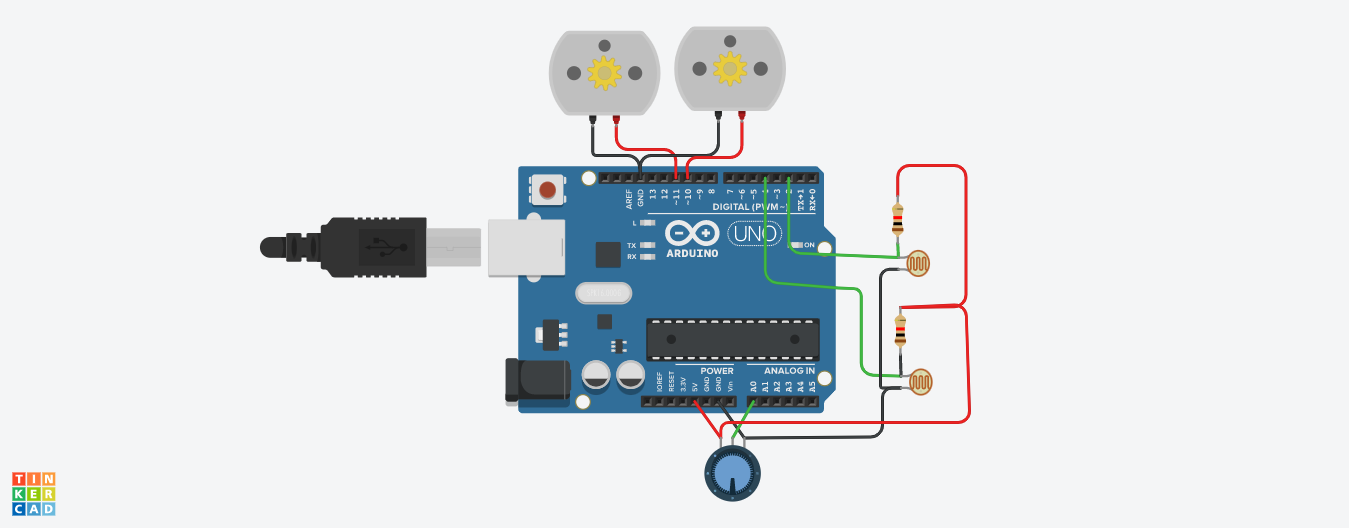 AREF
GND
13
12
~11
~10
~9
8
7
~6
~5
4
~3
2
TX→1
RX←0
DIGITAL (PWM~)
L
TX
RX
UNO
ON
ARDUINO
POWER
ANALOG IN
IOREF
RESET
3.3V
5V
GND
GND
Vin
A0
A1
A2
A3
A4
A5
TIN
KER
CAD